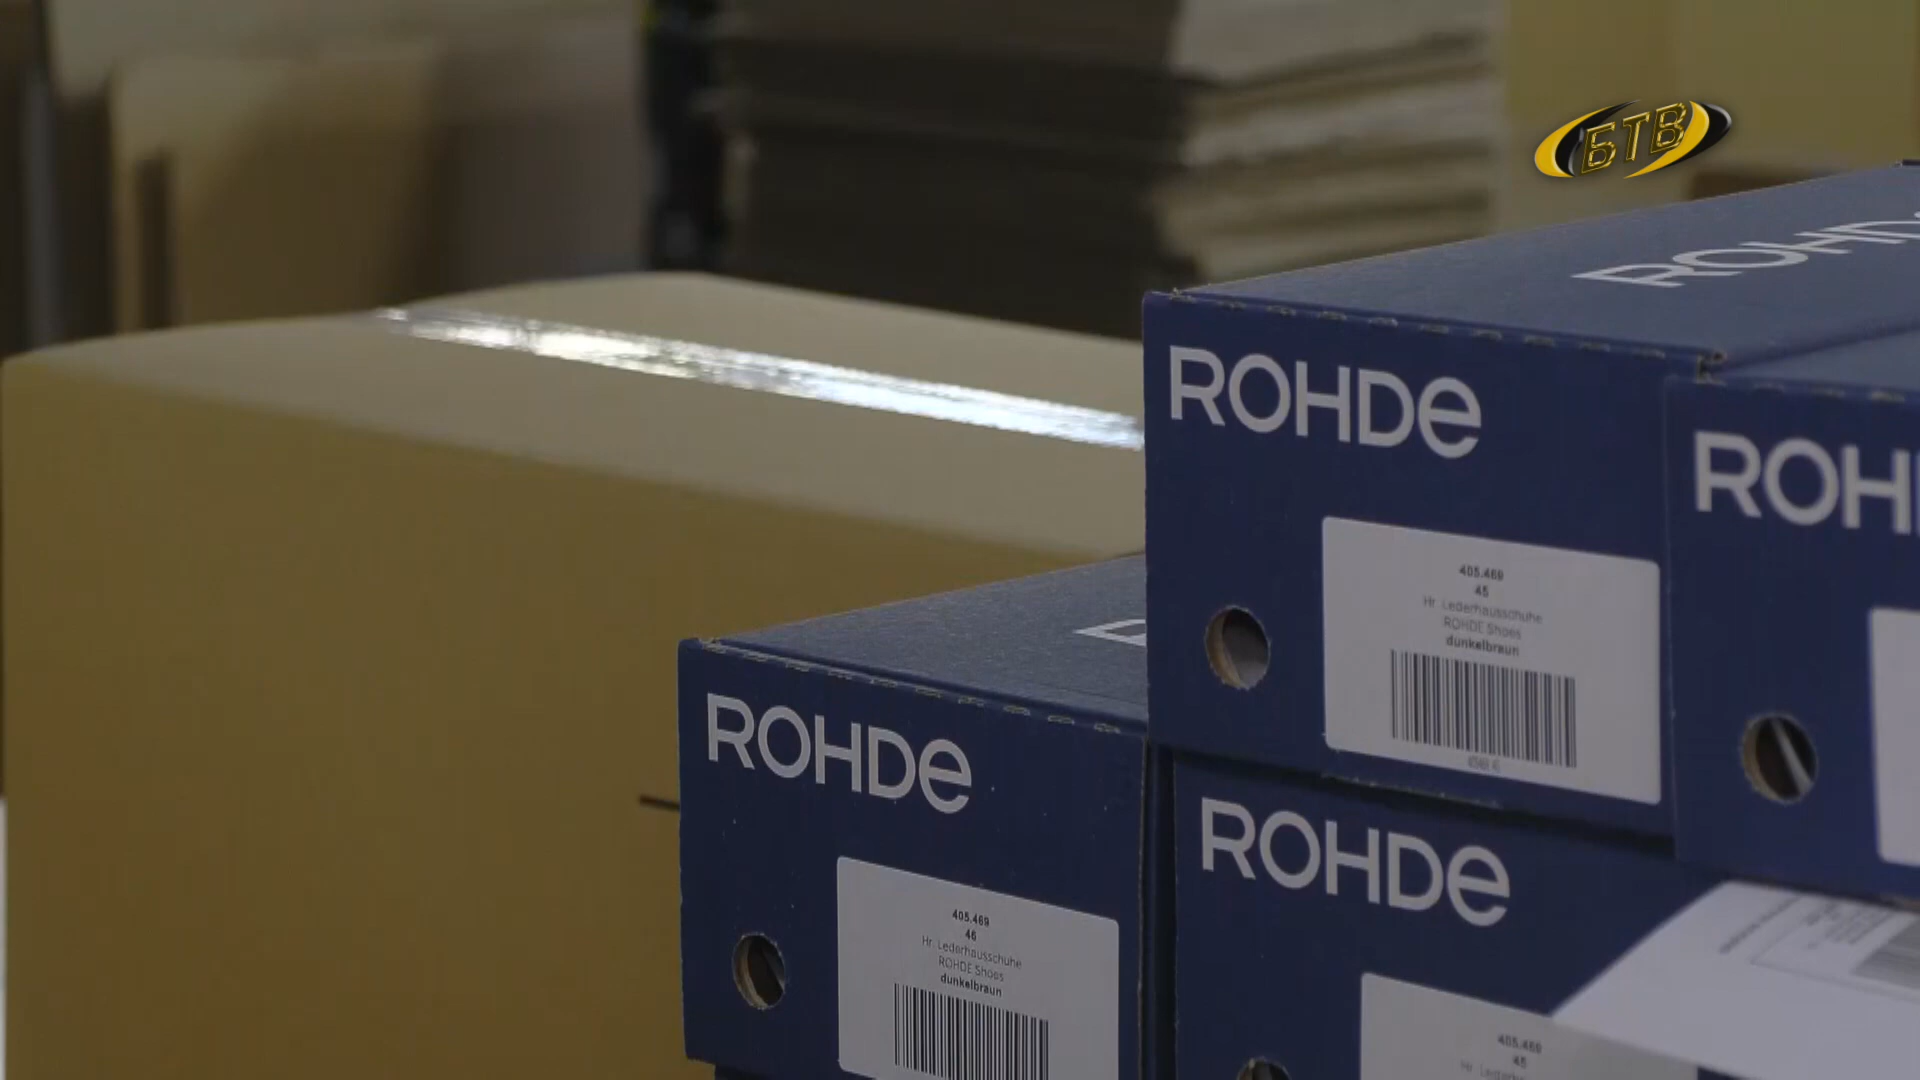 БТВ
ROHDe
ROHDe
405.469
45
Hr. Lederhausschuhe
ROHDE Shoes
dunkelbraun
ROH
ROHDe
405.469
46
Hr. Lederhausschuhe
ROHDE Shoes
dunkelbraun
ROHDe
405.469
45